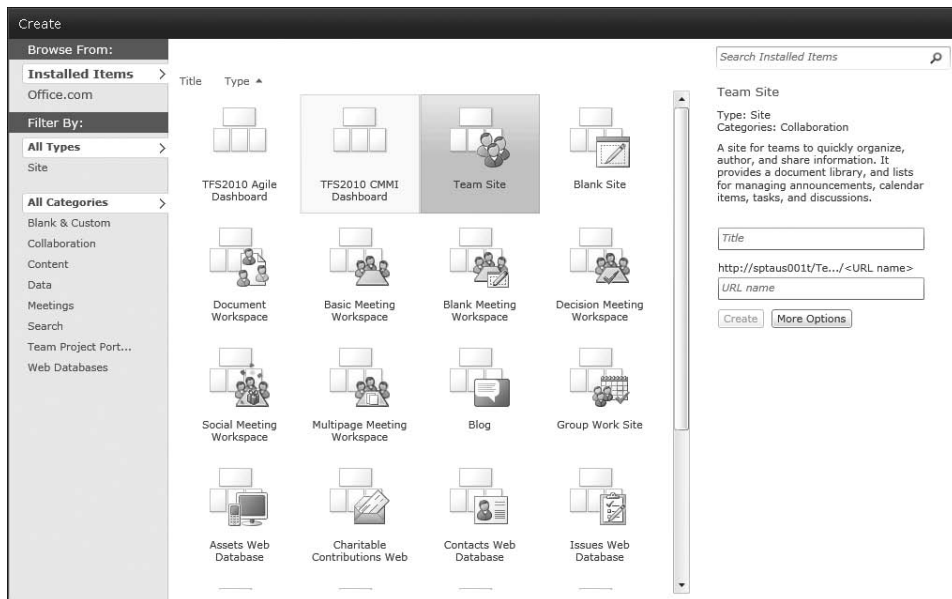 Create
Browse From:
Installed Items
Office.com
Filter By:
All Types
Site
All Categories
Blank & Custom
Collaboration
Content
Data
Meetings
Search
Team Project Port...
Web Databases
Title Type
TFS2010 Agile
Dashboard
TFS2010 CMMI
Dashboard
Team Site
Blank Site
Document
Workspace
Basic Meeting
Workspace
Blank Meeting
Workspace
Decision Meeting
Workspace
Social Meeting
Workspace
Multipage Meeting
Workspace
Blog
Group Work Site
Assets Web
Database
Charitable
Contributions Web
Contacts Web
Database
Issues Web
Database
Search Installed Items
Team Site
Type: Site
Categories: Collaboration
A site for teams to quickly organize,
author, and share information. It
provides a document library, and lists
for managing announcements, calendar
items, tasks, and discussions.
Title
http://sptaus001t/Te.../<URL name>
URL name
Create More Options